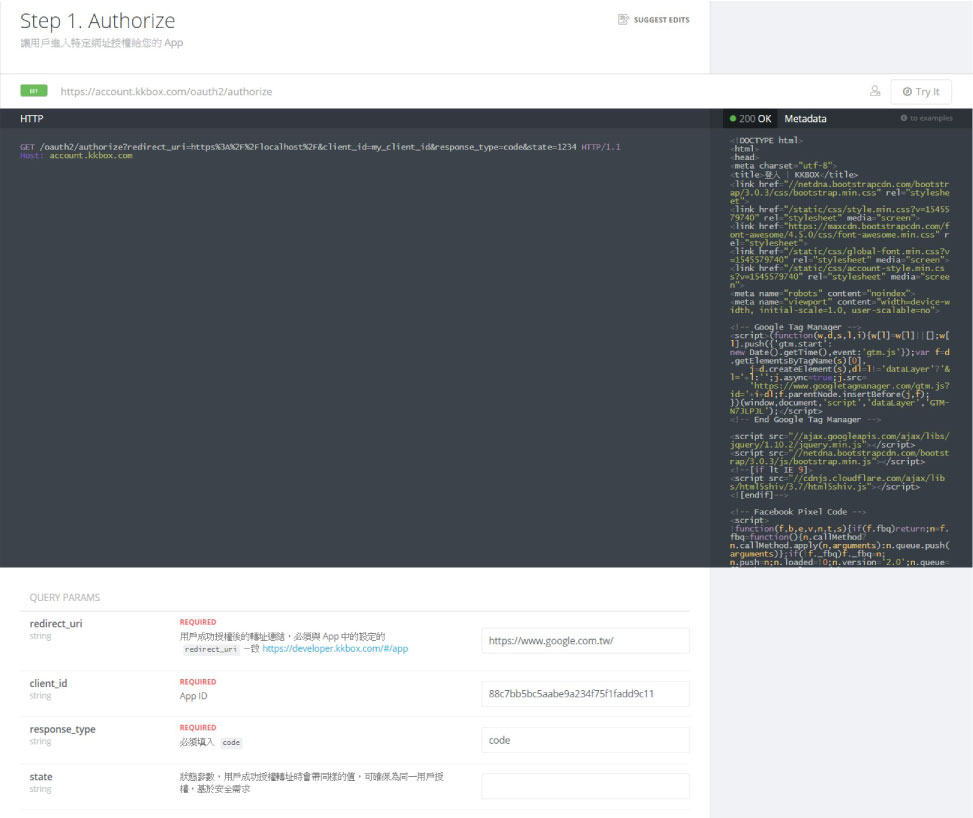 Step 1. Authorize
SUGGEST EDITS
讓用戶進入特定網址授權給您的 App
GET
https://account.kkbox.com/oauth2/authorize
Try It
HTTP
200 OK
Metadata
to examples
GET /oauth2/authorize?redirect_uri=https%3A%2F%2Flocalhost%2F&client_id=my_client_id&response_type=code&state=1234 HTTP/1.1
Host: account.kkbox.com
<!DOCTYPE html>
<html>
<head>
<meta charset="utf-8">
<title>登入 | KKBOX</title>
<link href="//netdna.bootstrapcdn.com/bootstr
ap/3.0.3/css/bootstrap.min.css" rel="styleshe
et">
<link href="/static/css/style.min.css?v=15455
79740" rel="stylesheet" media="screen">
<link href="https://maxcdn.bootstrapcdn.com/f
ont-awesome/4.5.0/css/font-awesome.min.css" r
el="stylesheet">
<link href="/static/css/global-font.min.css?v
=1545579740" rel="stylesheet" media="screen">
<link href="/static/css/account-style.min.cs
s?v=1545579740" rel="stylesheet" media="scree
n">
<meta name="robots" content="noindex">
<meta name="viewport" content="width=device-w
idth, initial-scale=1.0, user-scalable=no">
<!-- Google Tag Manager -->
<script>(function(w,d,s,l,i){w[l]=w[l]||[];w[
l].push({'gtm.start':
new Date().getTime(),event:'gtm.js'});var f=d
.getElementsByTagName(s)[0],
j=d.createElement(s),dl=l!='dataLayer'?'&
l='+l:'';j.async=true;j.src=
'https://www.googletagmanager.com/gtm.js?
id='+i+dl;f.parentNode.insertBefore(j,f);
})(window,document,'script','dataLayer','GTM-
N7JLPJL');</script>
<!-- End Google Tag Manager -->
<script src="//ajax.googleapis.com/ajax/libs/
jquery/1.10.2/jquery.min.js"></script>
<script src="//netdna.bootstrapcdn.com/bootst
rap/3.0.3/js/bootstrap.min.js"></script>
<!--[if lt IE 9]>
<script src="//cdnjs.cloudflare.com/ajax/lib
s/html5shiv/3.7/html5shiv.js"></script>
<![endif]-->
<!-- Facebook Pixel Code -->
<script>
!function(f,b,e,v,n,t,s){if(f.fbq)return;n=f.
fbq=function(){n.callMethod?
n.callMethod.apply(n,arguments):n.queue.push(
arguments)};if(!f._fbq)f._fbq=n;
n.push=n;n.loaded=!0;n.version='2.0';n.queue=
QUERY PARAMS
redirect_uri
string
REQUIRED
用戶成功授權後的轉址連結，必須與 App 中的設定的
redirect_uri 一致 https://developer.kkbox.com/#/app
https://www.google.com.tw/
client_id
string
REQUIRED
App ID
88c7bb5bc5aabe9a234f75f1fadd9c11
response_type
string
REQUIRED
必須填入 code
code
state
string
狀態參數，用戶成功授權轉址時會帶同樣的值，可確保為同一用戶授
權，基於安全需求